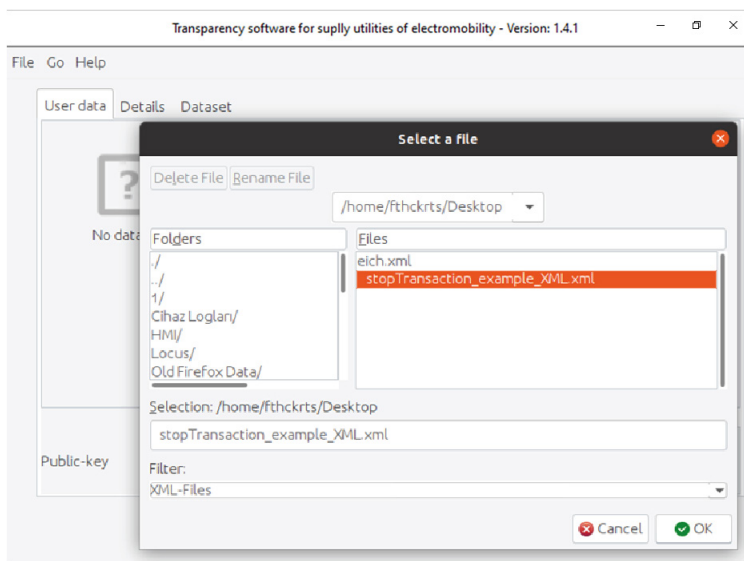 Transparency software for suplly utilities of electromobility - Version: 1.4.1
File Go Help
User data Details Dataset
Select a file
Delete File Rename File
/home/fthckrts/Desktop
No data
Folders Files
./ eich.xml
../ stopTransaction_example_XML.xml
1/
Cihaz Logları/
HMI/
Locus/
Old Firefox Data/
Selection: /home/fthckrts/Desktop
stopTransaction_example_XML.xml
Public-key
Filter:
XML-Files
Cancel OK